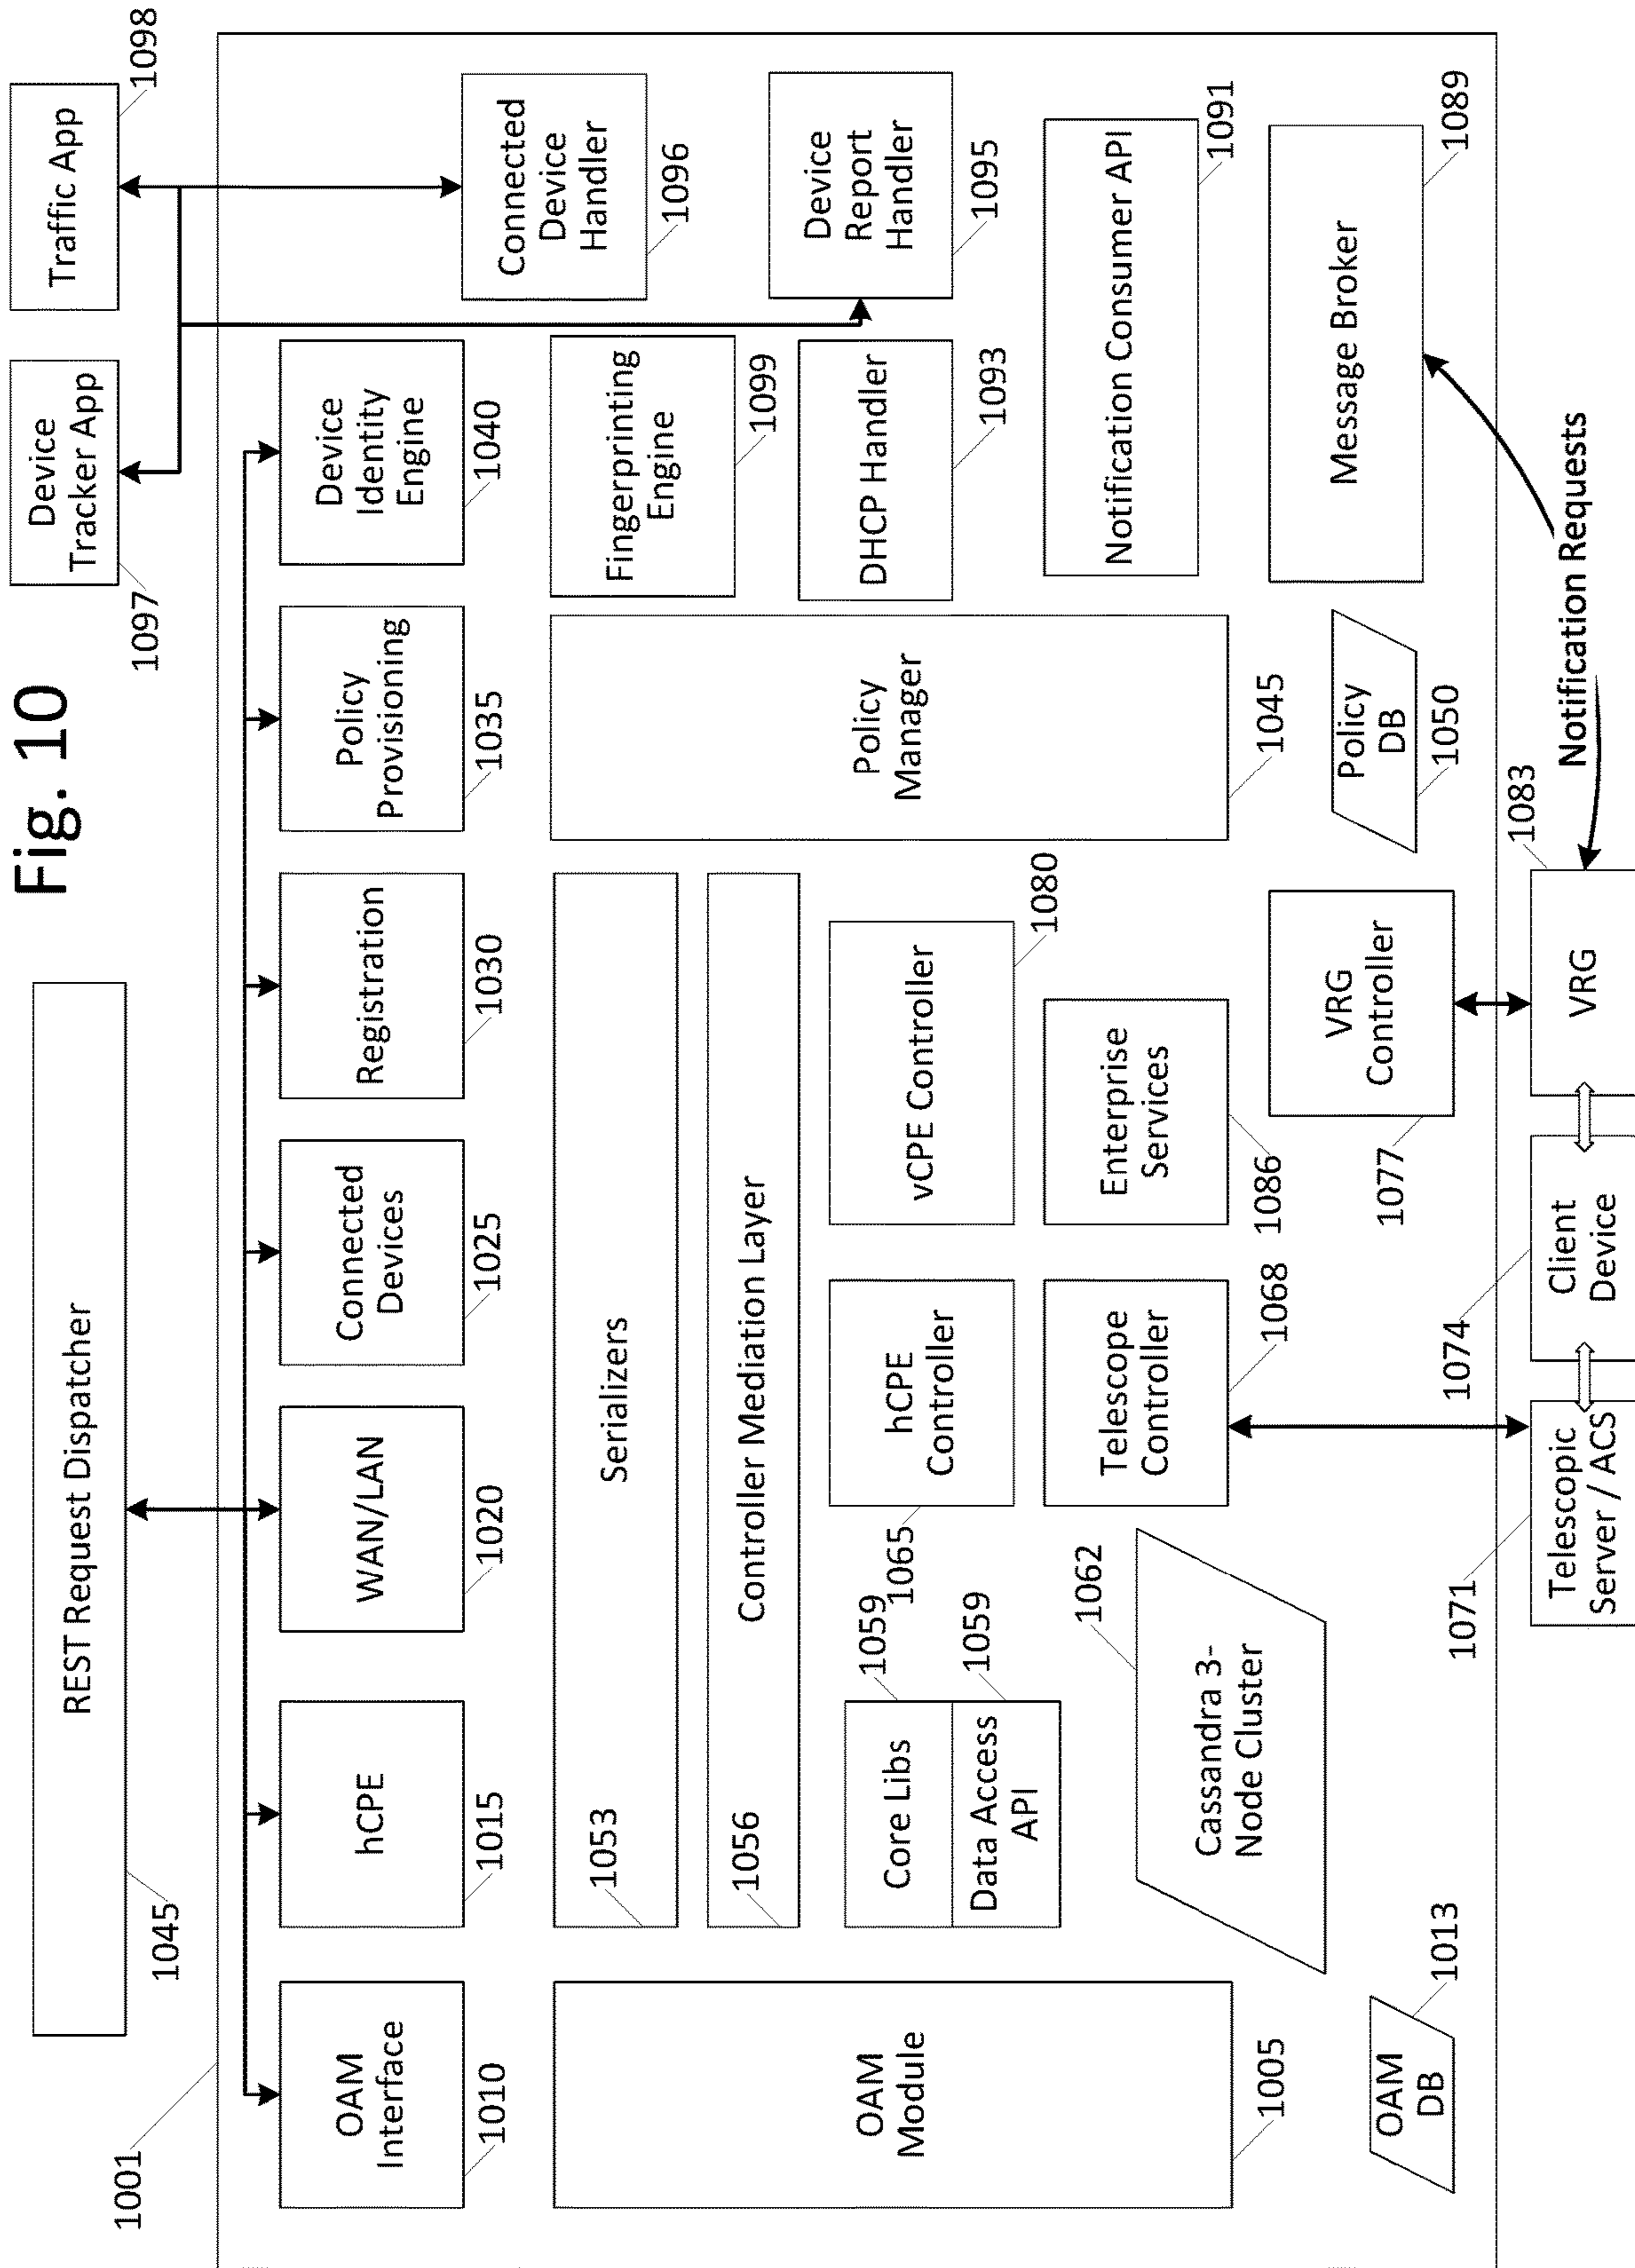 Fig. 10
REST Request Dispatcher
1045
1001
Device
Tracker App
1097
Traffic App
1098
OAM
Interface
1010
hCPE
1015
WAN/LAN
1020
Connected
Devices
1025
Registration
1030
Policy
Provisioning
1035
Device
Identity
Engine
1040
Connected
Device
Handler
1096
OAM
Module
1005
Serializers
1053
Controller Mediation Layer
1056
Policy
Manager
1045
Fingerprinting
Engine
1099
DHCP Handler
1093
Device
Report
Handler
1095
Core Libs
1059
Data Access
API
1059
hCPE
Controller
1065
vCPE Controller
1080
Cassandra 3-
Node Cluster
1062
Telescope
Controller
1068
Enterprise
Services
1086
Notification Consumer API
1091
OAM
DB
1013
VRG
Controller
1077
Policy
DB
1050
Message Broker
1089
Telescopic
Server / ACS
1071
Client
Device
1074
VRG
1083
Notification Requests